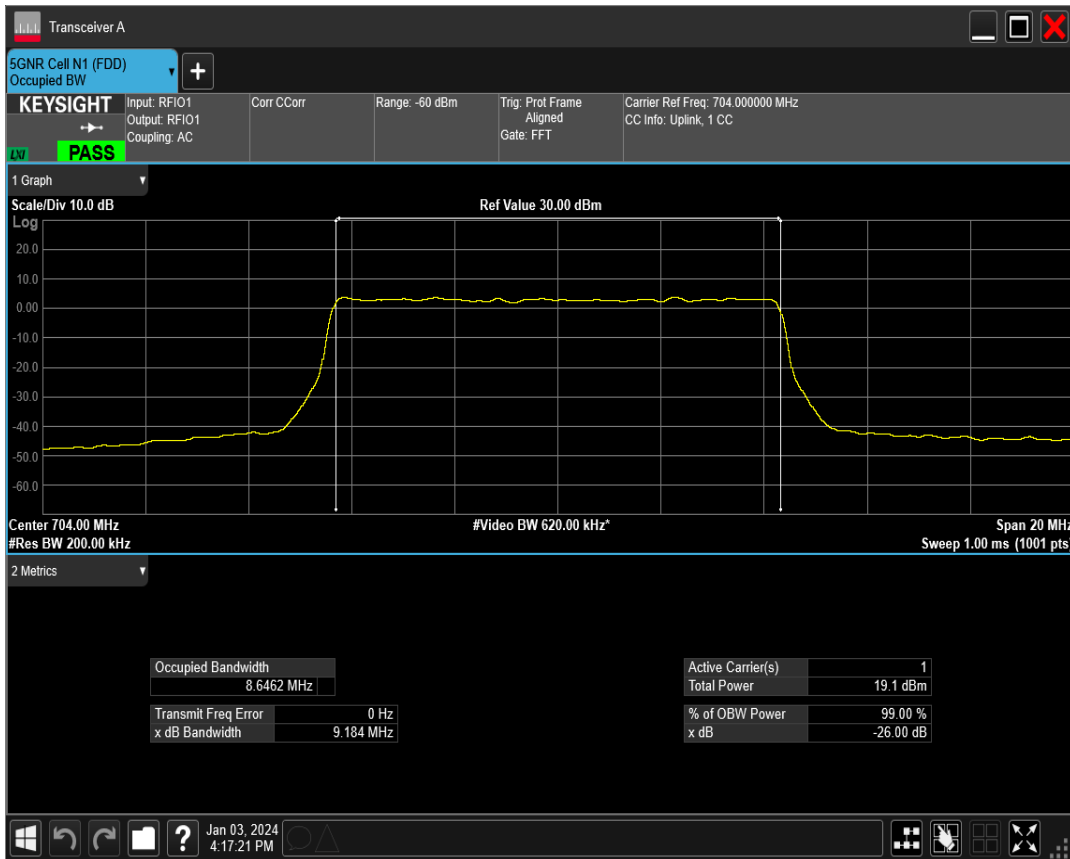 Transceiver A
5GNR Cell N1 (FDD)
Occupied BW
+
KEYSIGHT
LXI
PASS
Input: RFIO1
Output: RFIO1
Coupling: AC
Corr CCorr
Range: -60 dBm
Trig: Prot Frame
Aligned
Gate: FFT
Carrier Ref Freq: 704.000000 MHz
CC Info: Uplink, 1 CC
1 Graph
Scale/Div 10.0 dB
Ref Value 30.00 dBm
Log
20.0
10.0
0.00
-10.0
-20.0
-30.0
-40.0
-50.0
-60.0
Center 704.00 MHz
#Video BW 620.00 kHz*
Span 20 MHz
#Res BW 200.00 kHz
Sweep 1.00 ms (1001 pts)
2 Metrics
Occupied Bandwidth
8.6462 MHz
Transmit Freq Error 0 Hz
x dB Bandwidth 9.184 MHz
Active Carrier(s) 1
Total Power 19.1 dBm
% of OBW Power 99.00 %
x dB -26.00 dB
?
Jan 03, 2024
4:17:21 PM